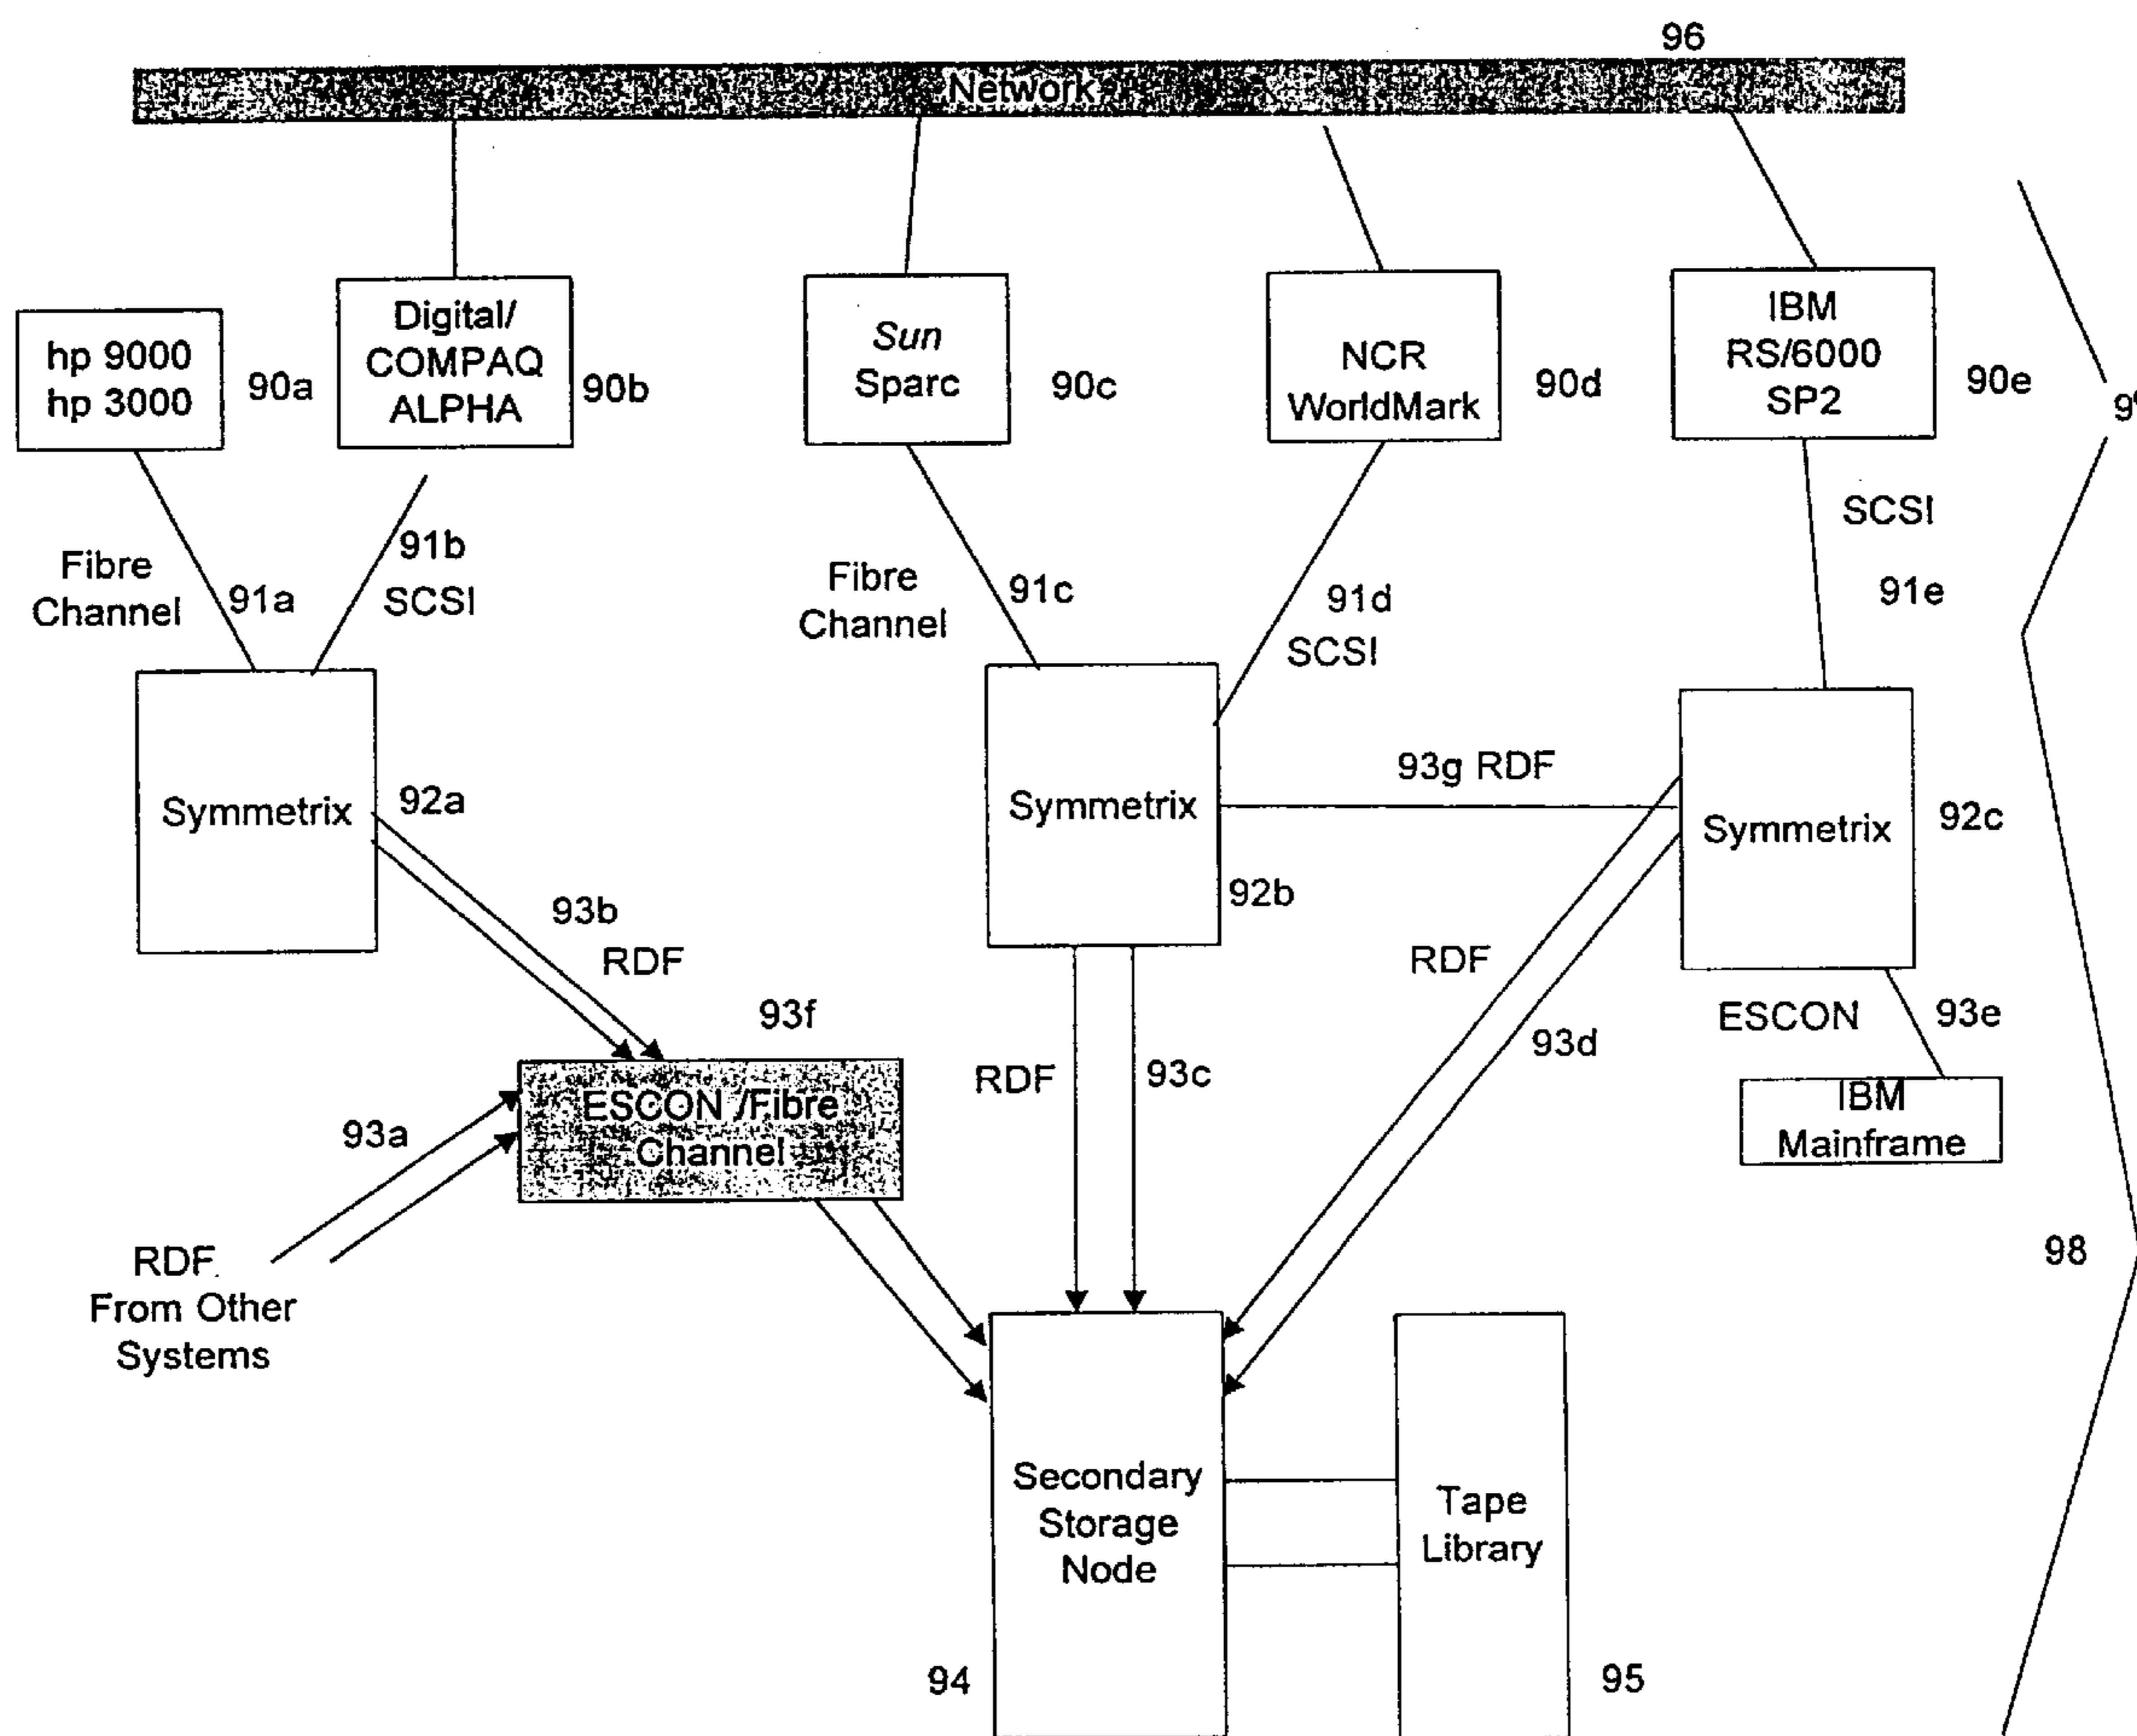 96
Network
hp 9000
hp 3000
90a
Digital/
COMPAQ
ALPHA
90b
Sun
Sparc
90c
NCR
WorldMark
90d
IBM
RS/6000
SP2
90e
Fibre
Channel
91a
91b
SCSI
Fibre
Channel
91c
91d
SCSI
SCSI
91e
Symmetrix
92a
Symmetrix
92b
93g RDF
Symmetrix
92c
93b
RDF
93f
ESCON /Fibre
Channel
93a
RDF
From Other
Systems
RDF
93c
RDF
93d
ESCON
93e
IBM
Mainframe
98
Secondary
Storage
Node
94
Tape
Library
95